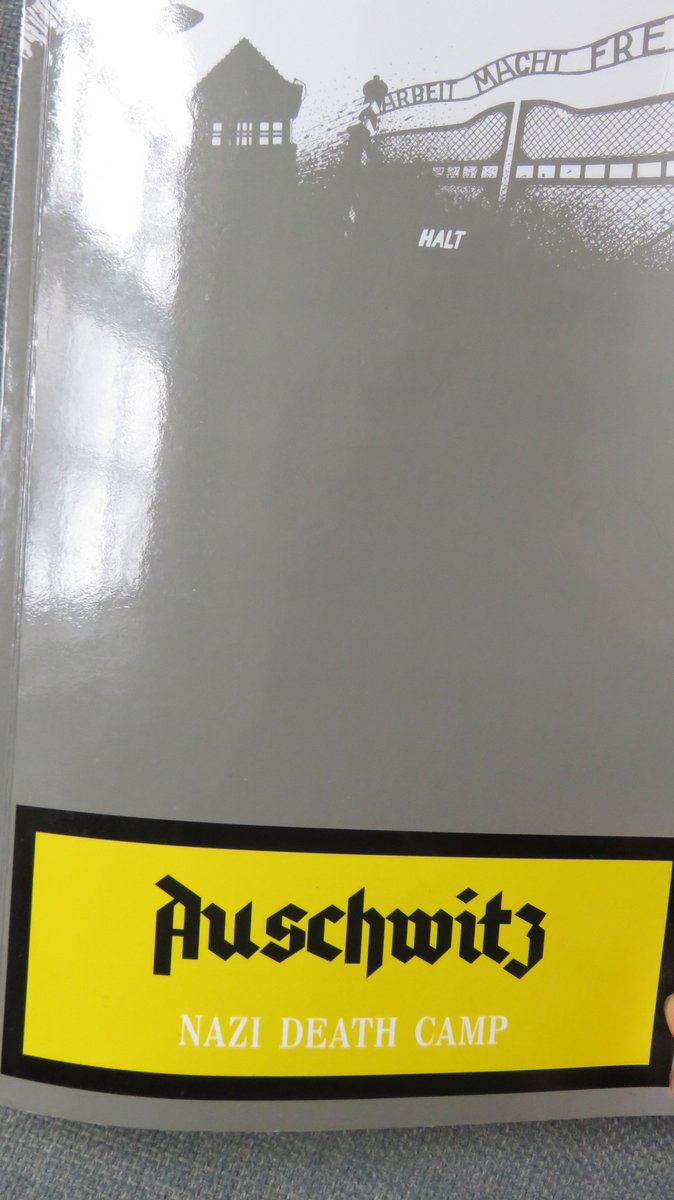 ARBEIT MACHT FRE
HALT
Auschwitz
NAZI DEATH CAMP